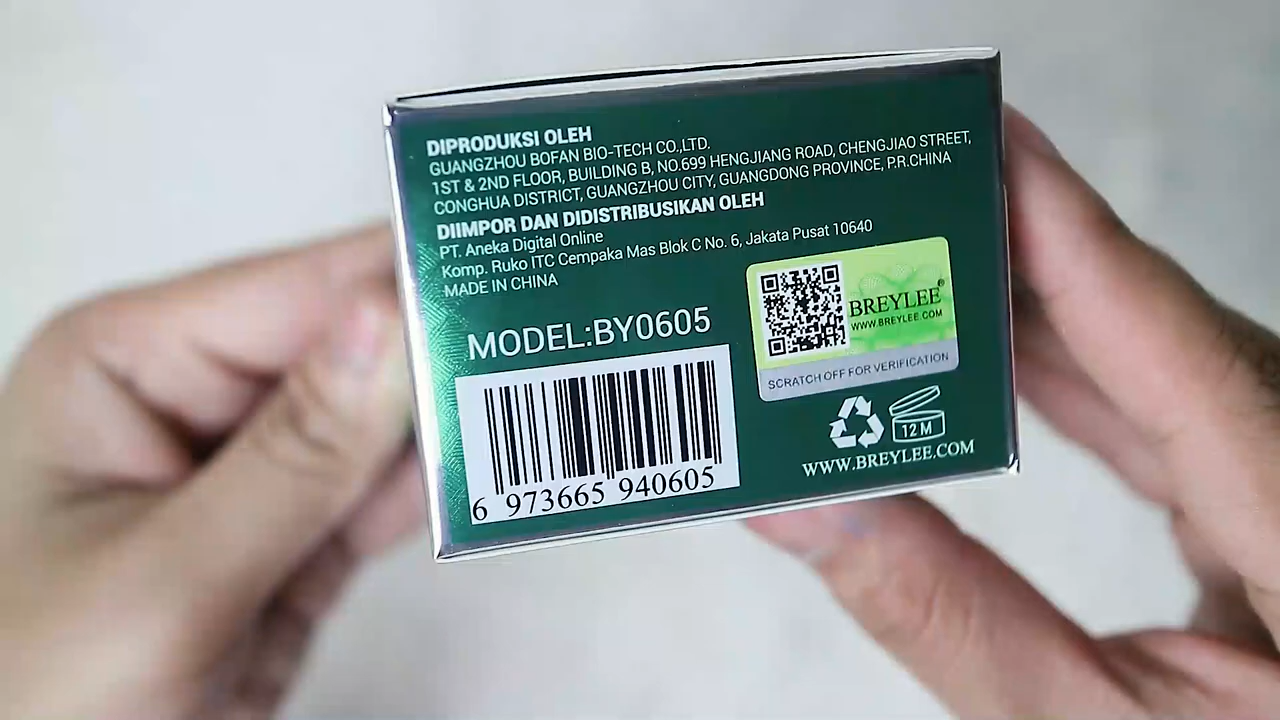 DIPRODUKSI OLEH
GUANGZHOU BOFAN BIO-TECH CO.,LTD.
1ST & 2ND FLOOR, BUILDING B, NO.699 HENGJIANG ROAD, CHENGJIAO STREET,
CONGHUA DISTRICT, GUANGZHOU CITY, GUANGDONG PROVINCE, P.R.CHINA
DIIMPOR DAN DIDISTRIBUSIKAN OLEH
PT. Aneka Digital Online
Komp. Ruko ITC Cempaka Mas Blok C No. 6, Jakata Pusat 10640
MADE IN CHINA
MODEL:BY0605
6 973665 940605
BREYLEE®
WWW.BREYLEE.COM
SCRATCH OFF FOR VERIFICATION
12 M
WWW.BREYLEE.COM